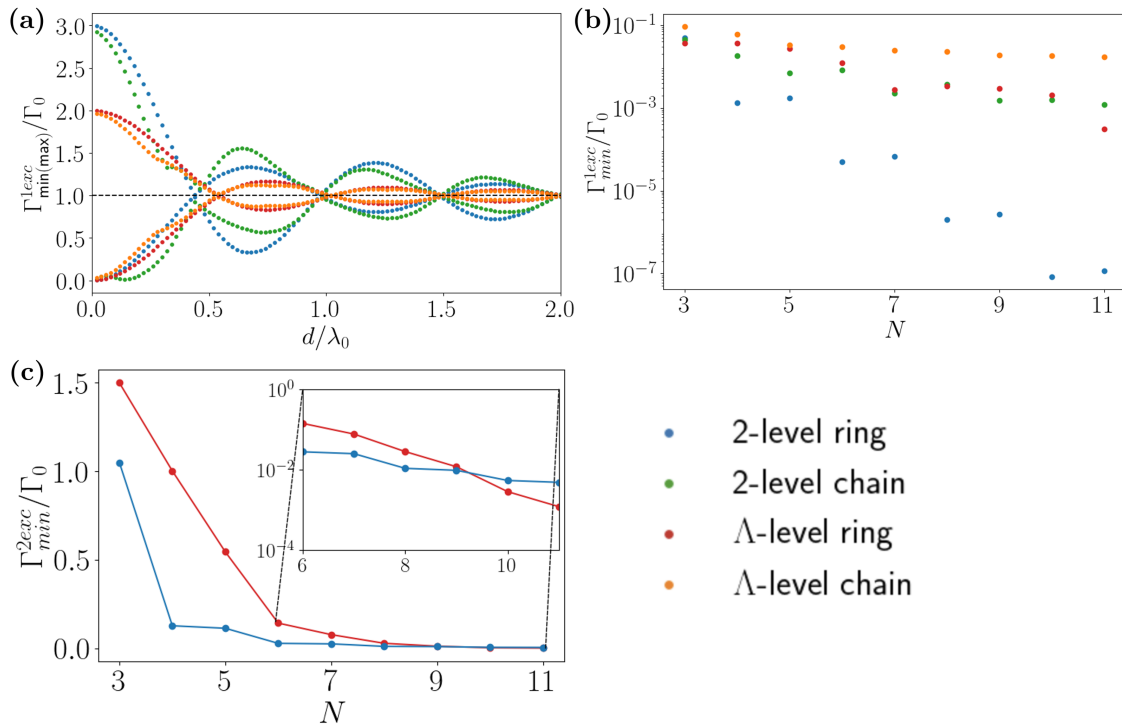 (a)
3.0
2.5
2.0
1.5
1.0
0.5
0.0
Γ^{1exc}_{min(max)}/Γ_0
0.0 0.5 1.0 1.5 2.0
d/λ_0
(b)
10^{-1}
10^{-3}
10^{-5}
10^{-7}
Γ^{1exc}_{min}/Γ_0
3 5 7 9 11
N
(c)
1.5
1.0
0.5
0.0
Γ^{2exc}_{min}/Γ_0
3 5 7 9 11
N
10^0
10^{-2}
10^{-4}
6 8 10
2-level ring
2-level chain
Λ-level ring
Λ-level chain